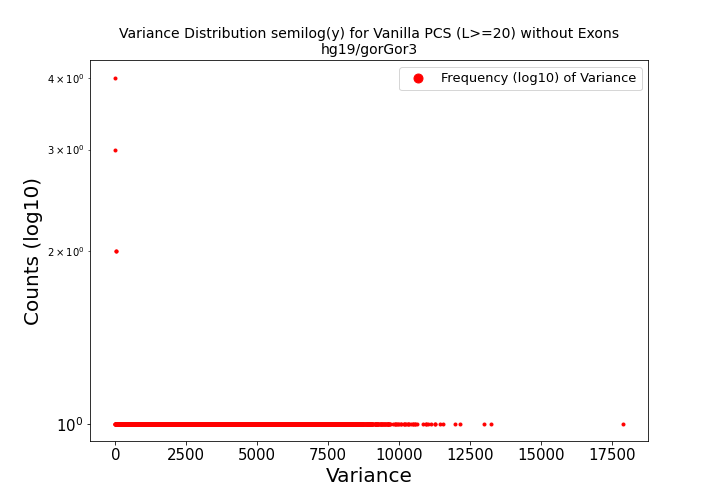 Variance Distribution semilog(y) for Vanilla PCS (L>=20) without Exons
hg19/gorGor3
Frequency (log10) of Variance
Counts (log10)
4 × 10⁰
3 × 10⁰
2 × 10⁰
10⁰
0 2500 5000 7500 10000 12500 15000 17500
Variance